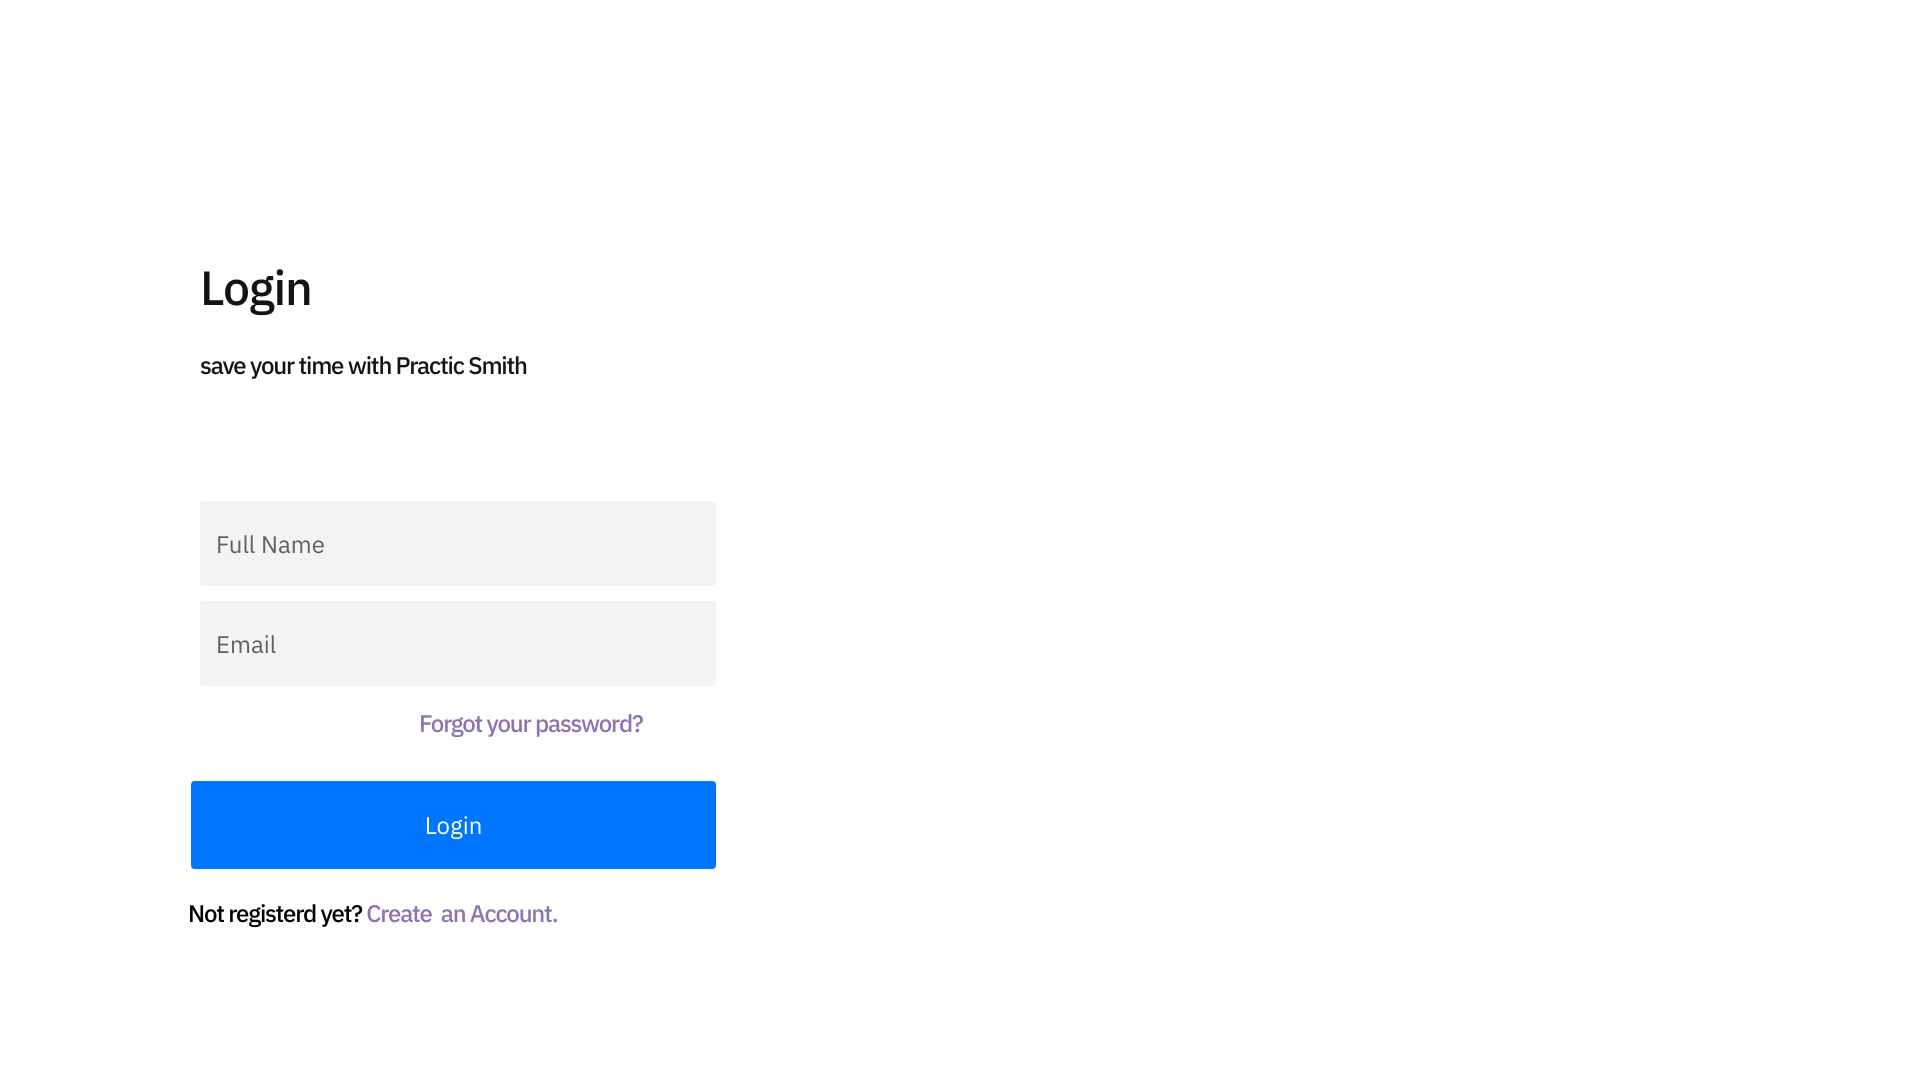 Login
save your time with Practic Smith
Full Name
Email
Forgot your password?
Login
Not registerd yet? Create  an Account.